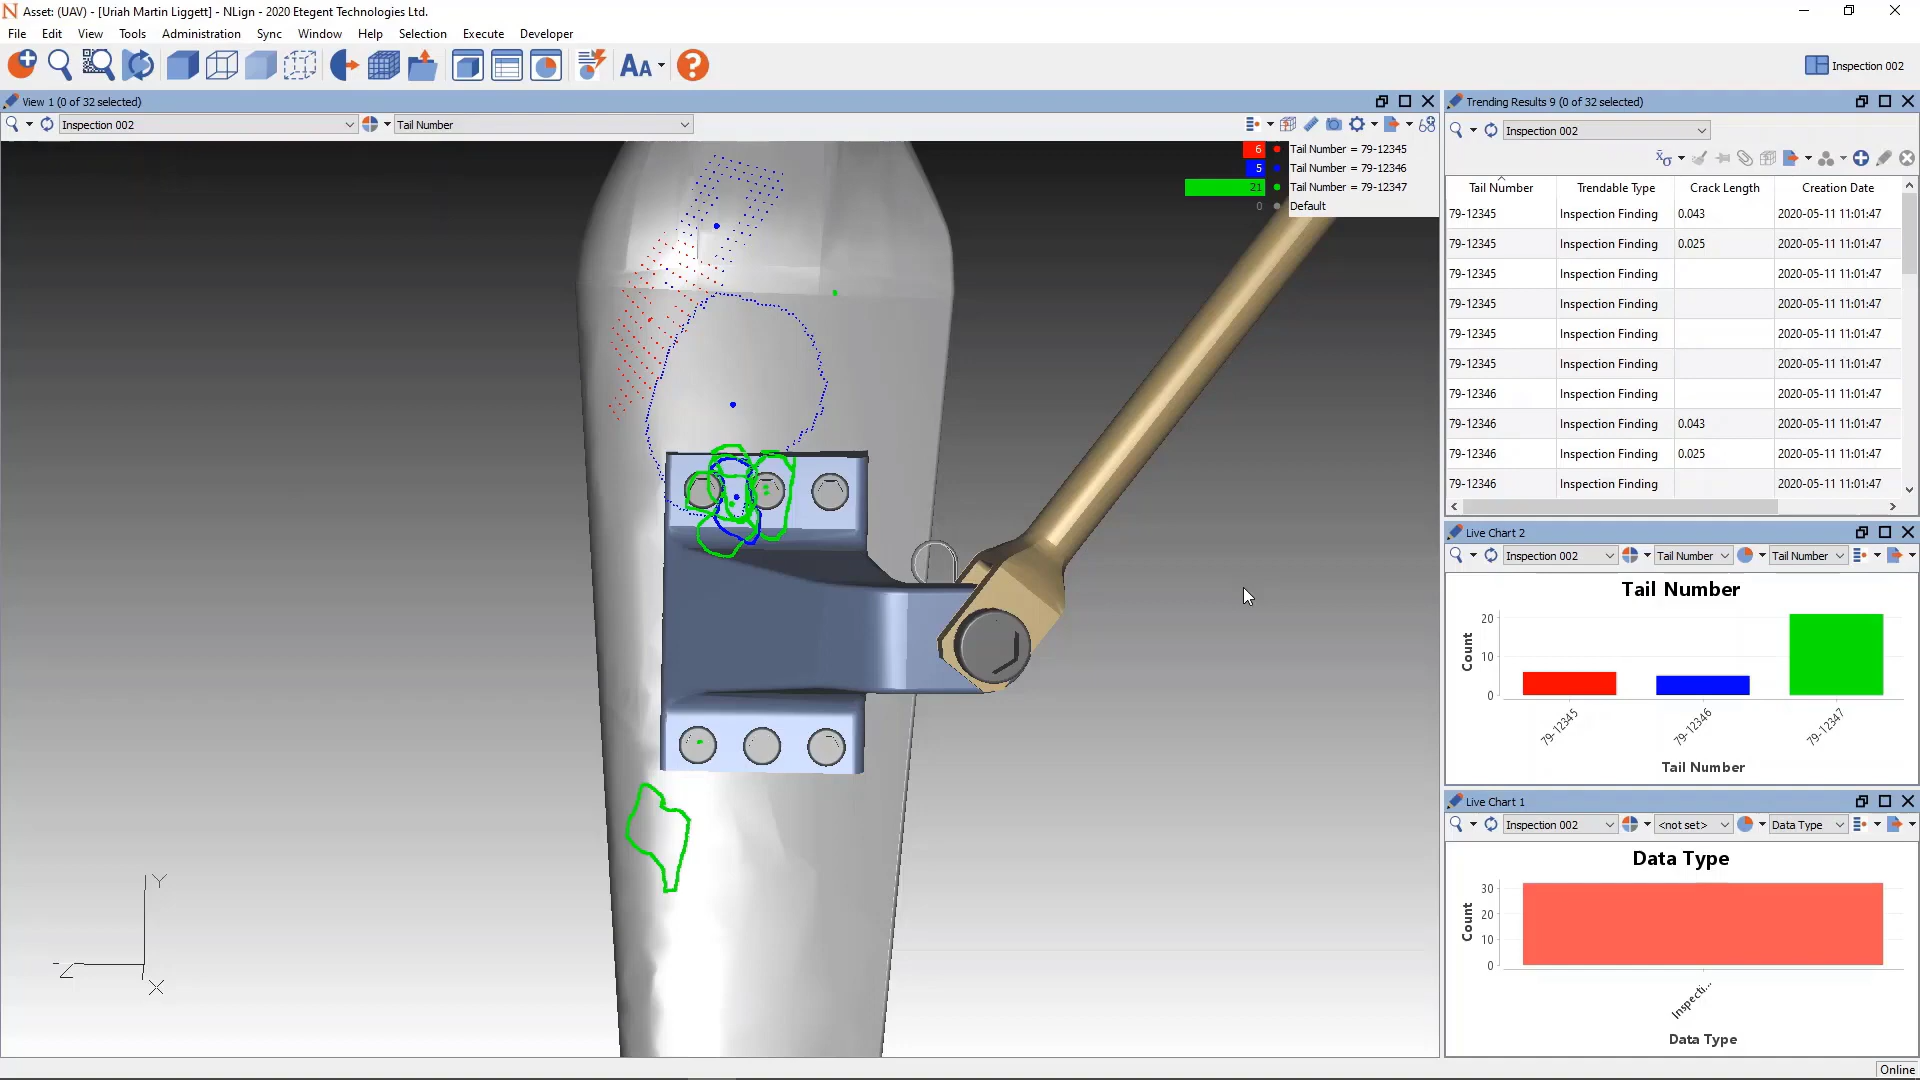 Asset: (UAV) - [Uriah Martin Liggett] - NLign - 2020 Etegent Technologies Ltd.
File Edit View Tools Administration Sync Window Help Selection Execute Developer
AA
Inspection 002
View 1 (0 of 32 selected)
Inspection 002 Tail Number
6 Tail Number = 79-12345
5 Tail Number = 79-12346
21 Tail Number = 79-12347
0 Default
Y
Z
X
Trending Results 9 (0 of 32 selected)
Inspection 002
Tail Number Trendable Type Crack Length Creation Date
79-12345 Inspection Finding 0.043 2020-05-11 11:01:47
79-12345 Inspection Finding 0.025 2020-05-11 11:01:47
79-12345 Inspection Finding 2020-05-11 11:01:47
79-12345 Inspection Finding 2020-05-11 11:01:47
79-12345 Inspection Finding 2020-05-11 11:01:47
79-12345 Inspection Finding 2020-05-11 11:01:47
79-12346 Inspection Finding 2020-05-11 11:01:47
79-12346 Inspection Finding 0.043 2020-05-11 11:01:47
79-12346 Inspection Finding 0.025 2020-05-11 11:01:47
79-12346 Inspection Finding 2020-05-11 11:01:47
Live Chart 2
Inspection 002 Tail Number Tail Number
Tail Number
Count
20
10
0
79-12345 79-12346 79-12347
Tail Number
Live Chart 1
Inspection 002 <not set> Data Type
Data Type
Count
30
20
10
0
Inspecti...
Data Type
Online